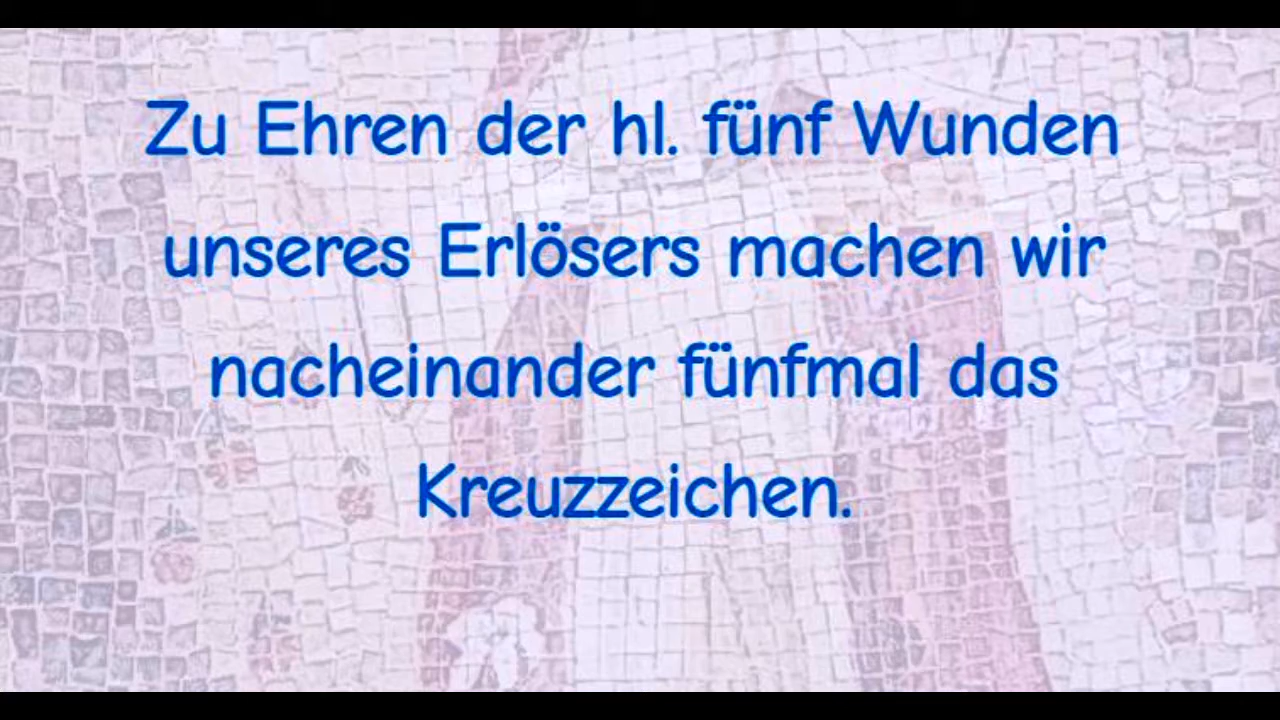 Zu Ehren der hl. fünf Wunden
unseres Erlösers machen wir
nacheinander fünfmal das
Kreuzzeichen.